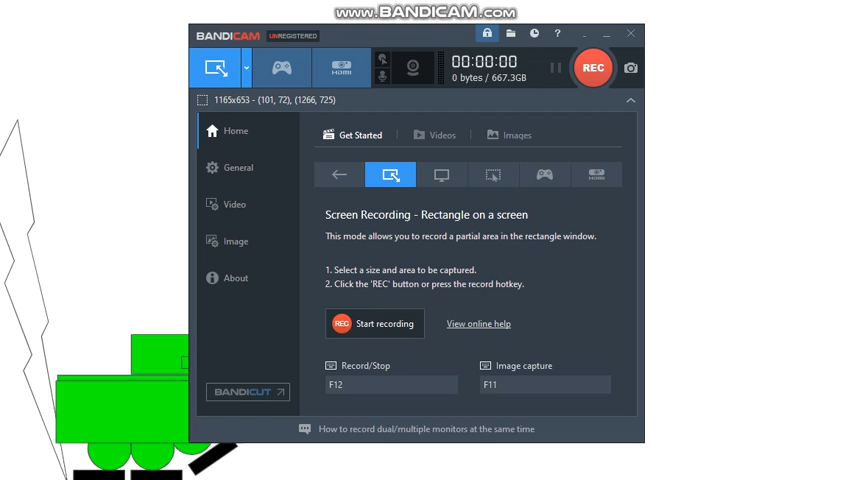 www.BANDICAM.com
BANDICAM UNREGISTERED
HDMI
00:00:00
0 bytes / 667.3GB
REC
1165x653 - (101, 72), (1266, 725)
Home
General
Video
Image
About
BANDICUT
Get Started
Videos
Images
HDMI
Screen Recording - Rectangle on a screen
This mode allows you to record a partial area in the rectangle window.
1. Select a size and area to be captured.
2. Click the 'REC' button or press the record hotkey.
REC Start recording
View online help
Record/Stop
Image capture
F12
F11
How to record dual/multiple monitors at the same time